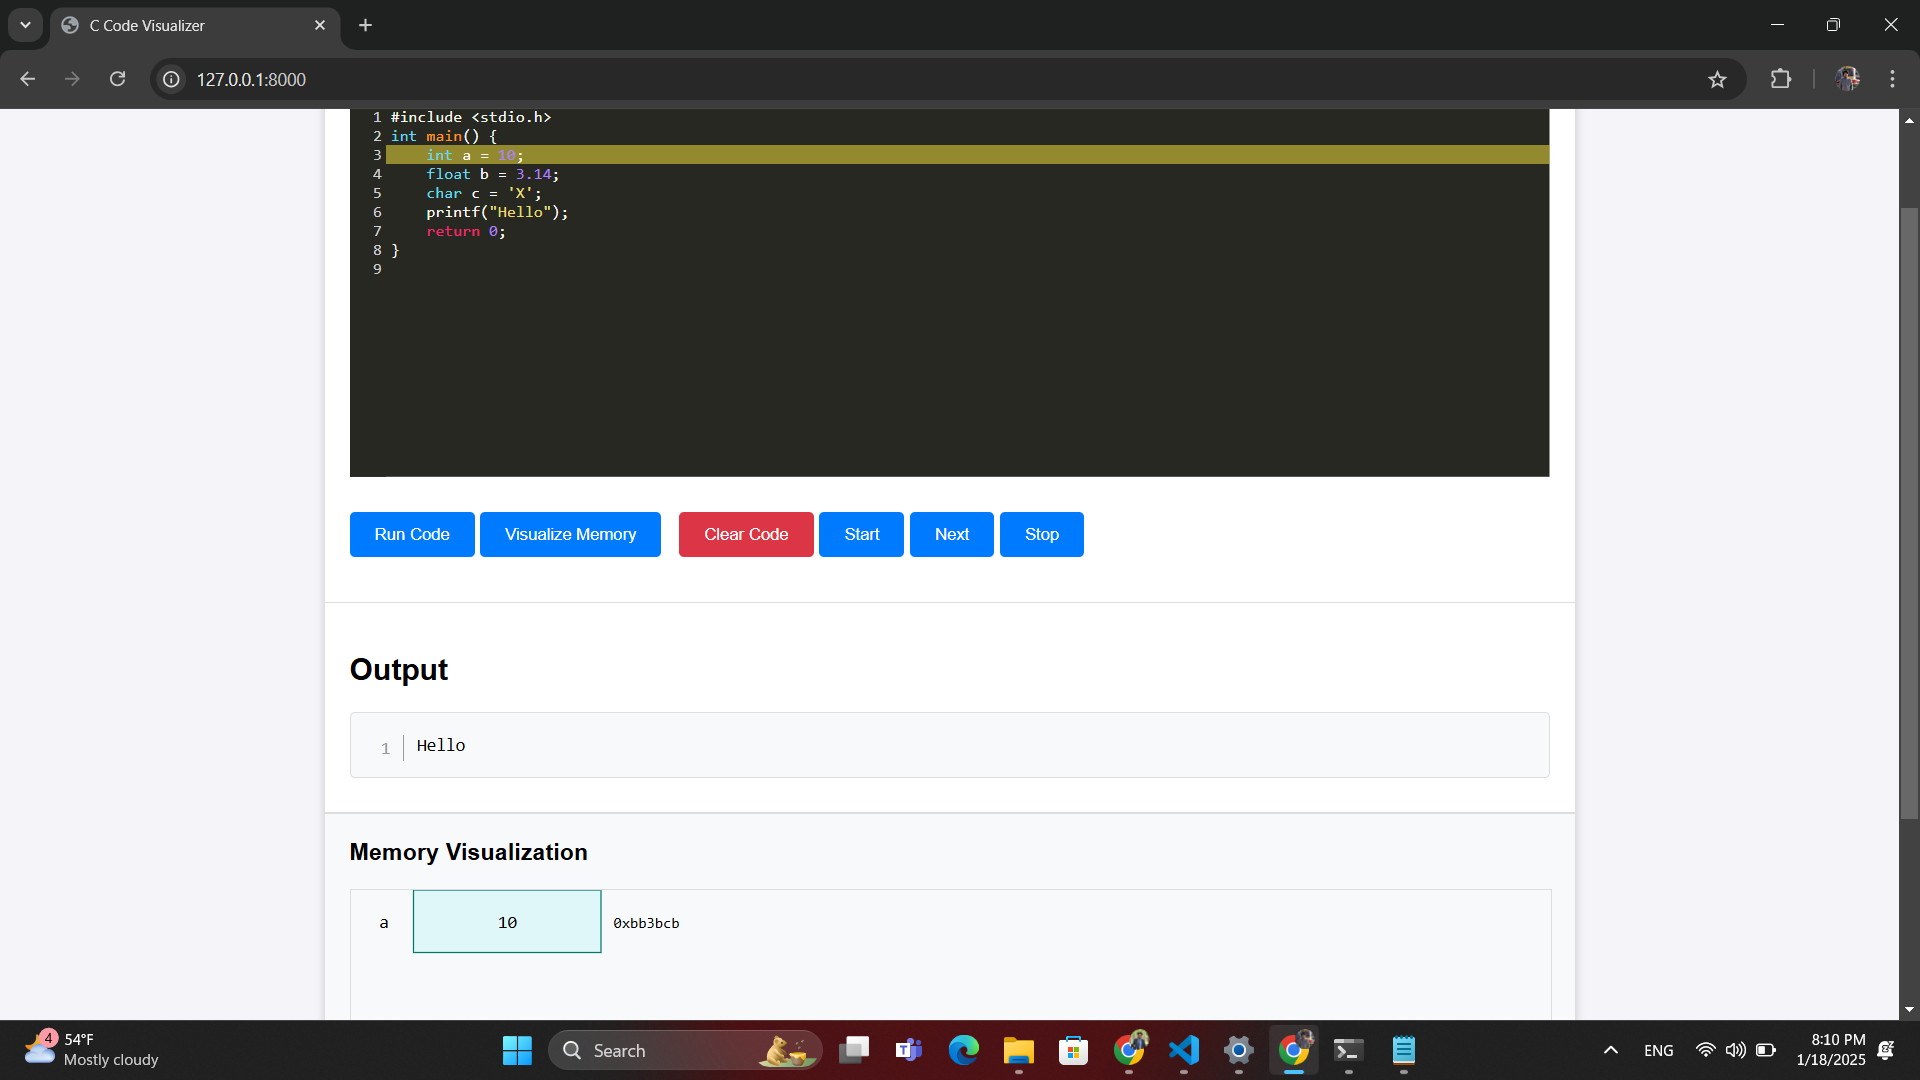 C Code Visualizer
127.0.0.1:8000
1 #include <stdio.h>
2 int main() {
3 int a = 10;
4 float b = 3.14;
5 char c = 'X';
6 printf("Hello");
7 return 0;
8 }
9
Run Code Visualize Memory Clear Code Start Next Stop
Output
1 Hello
Memory Visualization
a 10 0xbb3bcb
4 54°F
Mostly cloudy
Search
ENG
8:10 PM
1/18/2025